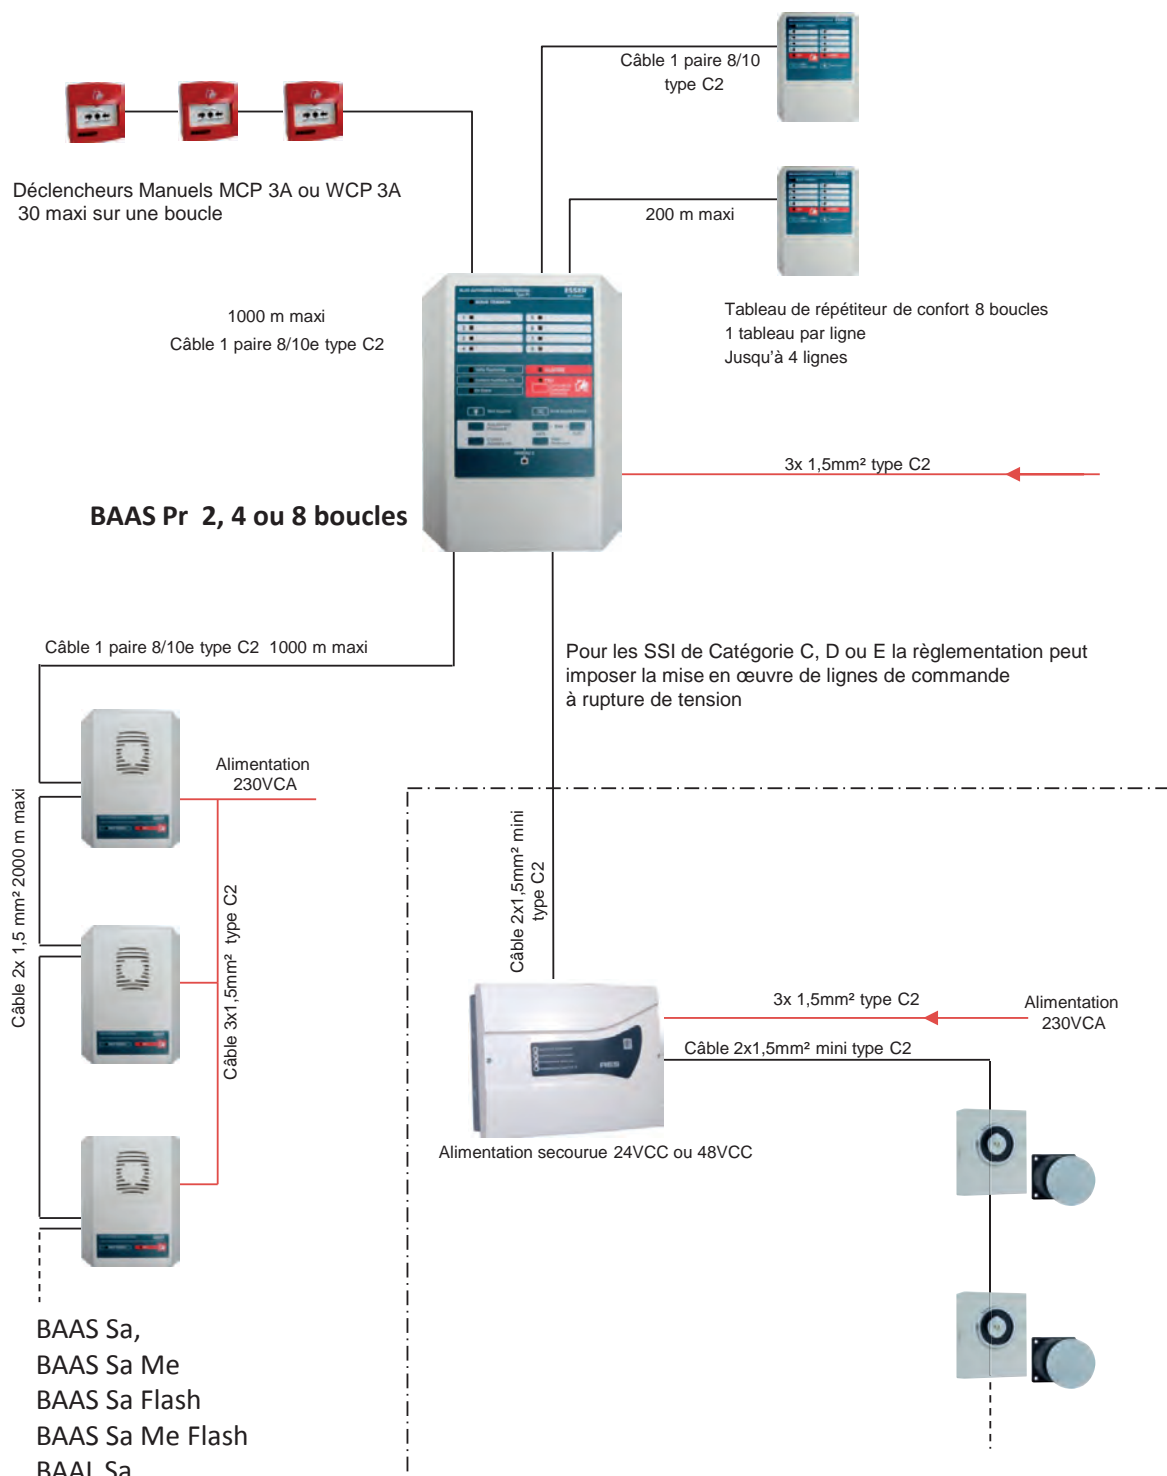 Câble 1 paire 8/10
type C2
Déclencheurs Manuels MCP 3A ou WCP 3A
30 maxi sur une boucle
200 m maxi
ESSER
1000 m maxi
Câble 1 paire 8/10e type C2
Tableau de répétiteur de confort 8 boucles
1 tableau par ligne
Jusqu'à 4 lignes
3x 1,5mm² type C2
BAAS Pr 2, 4 ou 8 boucles
Câble 1 paire 8/10e type C2 1000 m maxi
Pour les SSI de Catégorie C, D ou E la règlementation peut
imposer la mise en œuvre de lignes de commande
à rupture de tension
Alimentation
230VCA
Câble 2x 1,5 mm² 2000 m maxi
Câble 3x1,5mm² type C2
Câble 2x1,5mm² mini
type C2
3x 1,5mm² type C2
Alimentation
230VCA
Câble 2x1,5mm² mini type C2
Alimentation secourue 24VCC ou 48VCC
BAAS Sa,
BAAS Sa Me
BAAS Sa Flash
BAAS Sa Me Flash
BAAL Sa